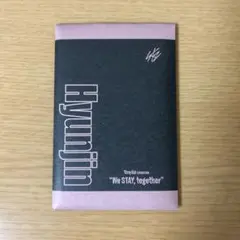 Hyunjin
"We STAY, together"